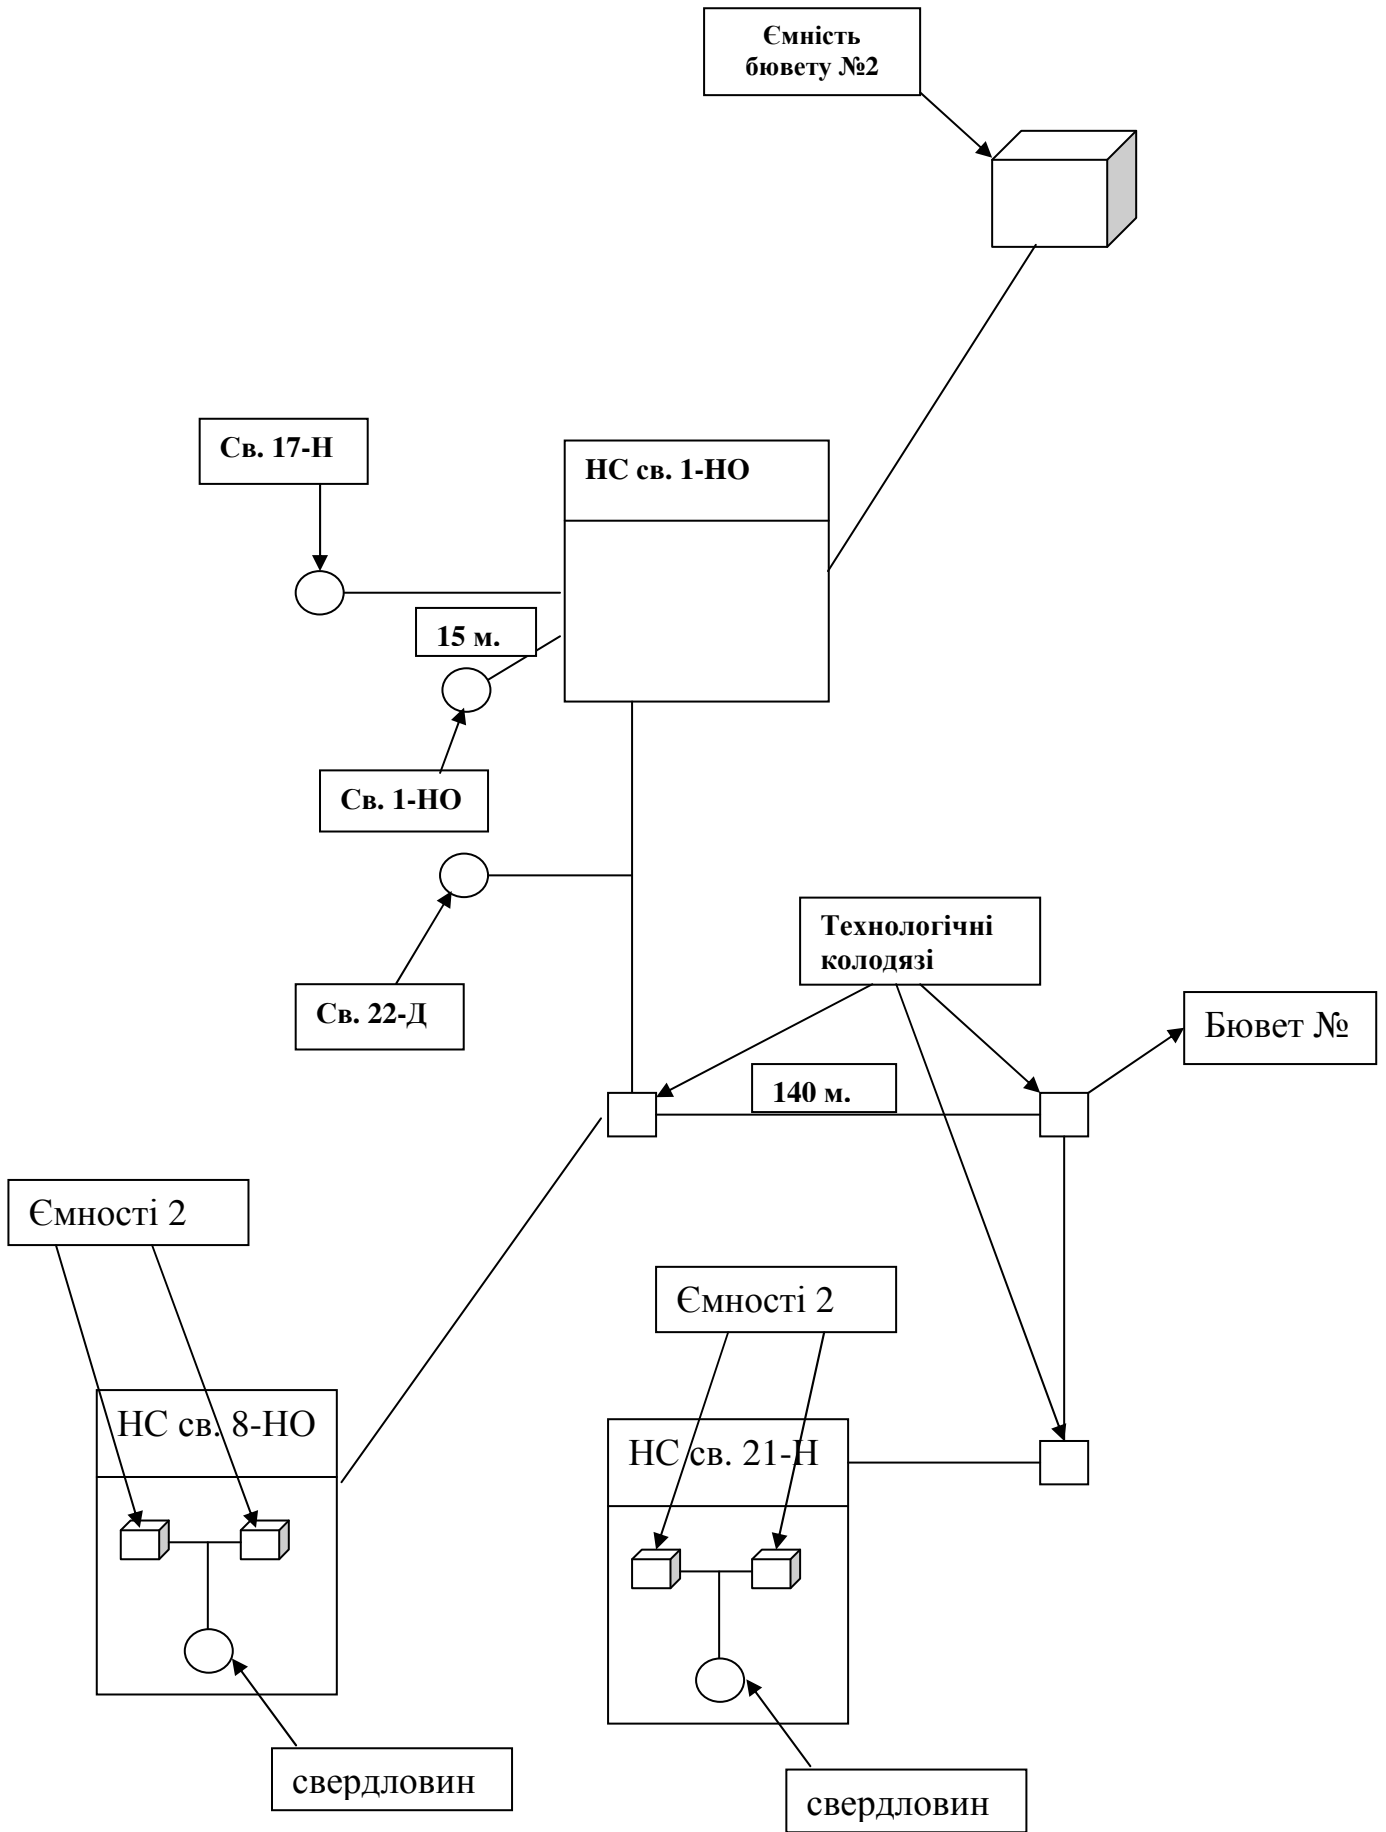 Ємність
бювету №2
Св. 17-Н
НС св. 1-НО
15 м.
Св. 1-НО
Технологічні
колодязі
Св. 22-Д
Бювет №
140 м.
Ємності 2
Ємності 2
НС св. 8-НО
НС св. 21-Н
свердловин
свердловин